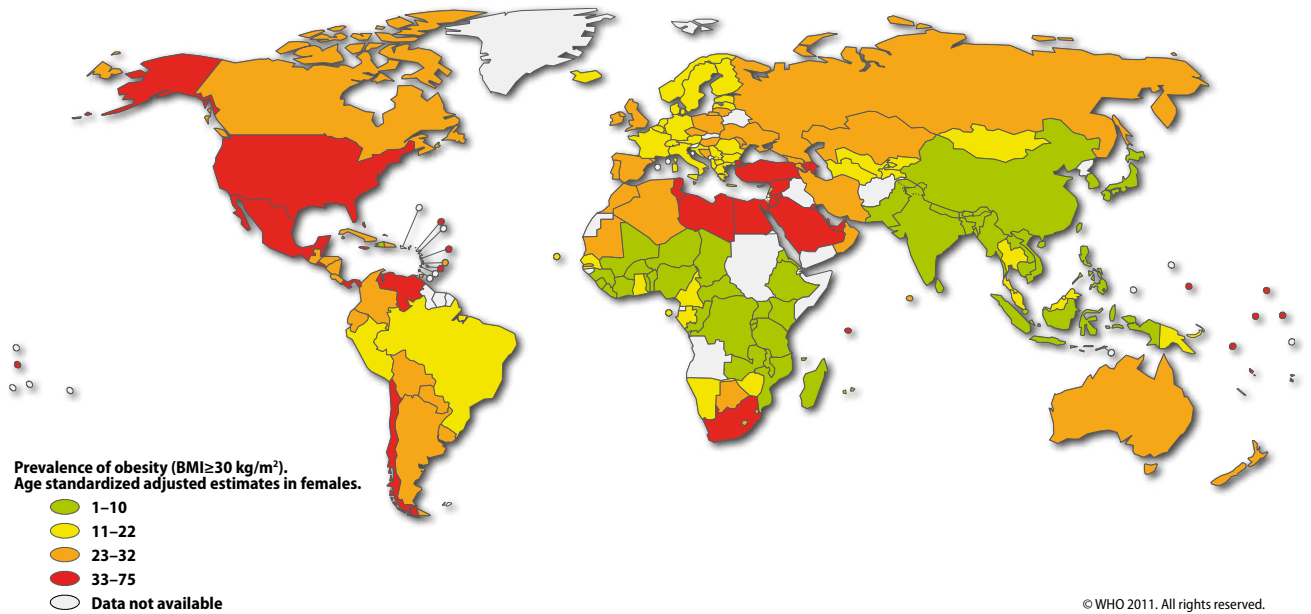 Prevalence of obesity (BMI≥30 kg/m²).
Age standardized adjusted estimates in females.
1–10
11–22
23–32
33–75
Data not available
© WHO 2011. All rights reserved.